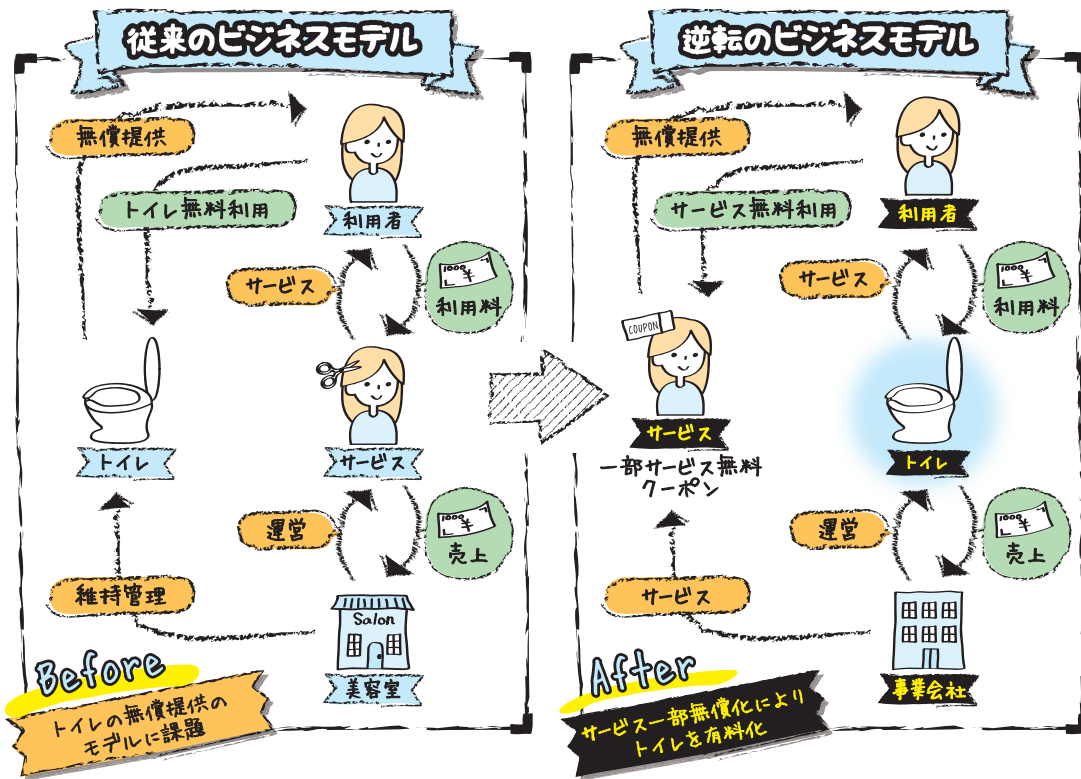 従来のビジネスモデル
無償提供
トイレ無料利用
利用者
サービス
1000 ¥
利用料
トイレ
サービス
運営
1000 ¥
売上
維持管理
Salon
美容室
Before
トイレの無償提供の
モデルに課題
逆転のビジネスモデル
無償提供
サービス無料利用
利用者
サービス
1000 ¥
利用料
COUPON
サービス
一部サービス無料
クーポン
トイレ
運営
1000 ¥
売上
サービス
事業会社
After
サービス一部無償化により
トイレを有料化